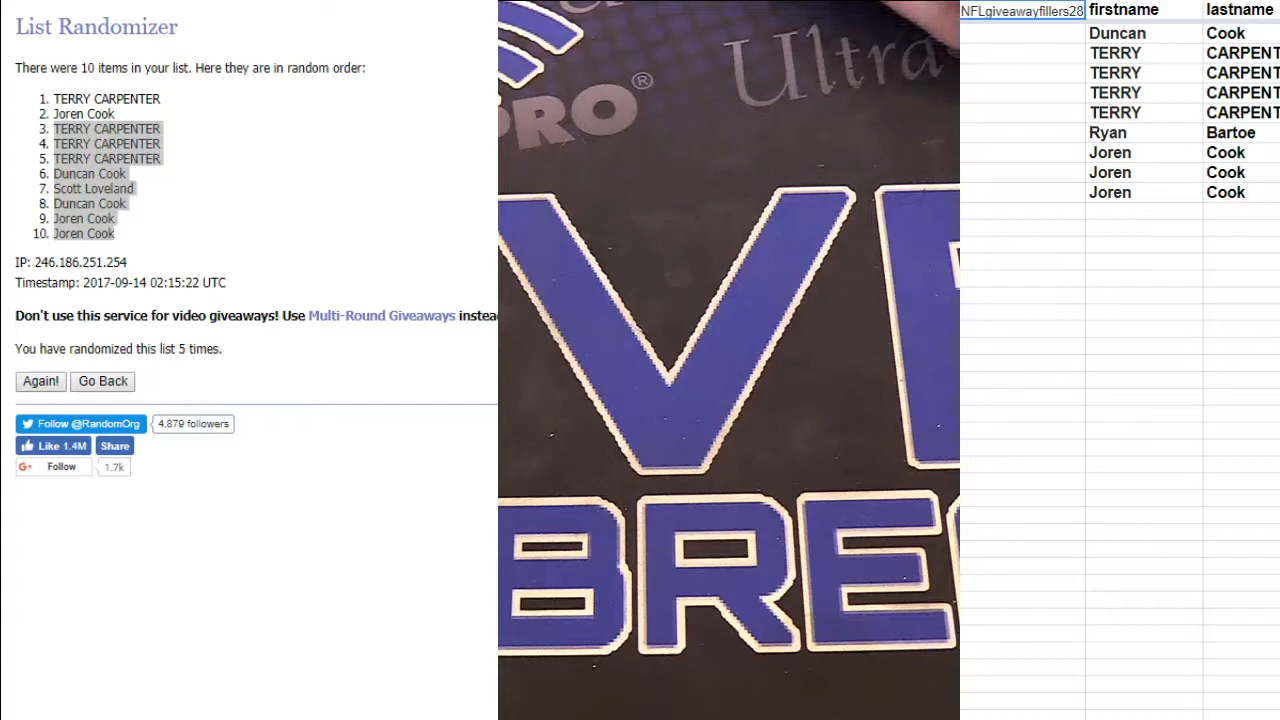 List Randomizer
There were 10 items in your list. Here they are in random order:
1. TERRY CARPENTER
2. Joren Cook
3. TERRY CARPENTER
4. TERRY CARPENTER
5. TERRY CARPENTER
6. Duncan Cook
7. Scott Loveland
8. Duncan Cook
9. Joren Cook
10. Joren Cook
IP: 246.186.251.254
Timestamp: 2017-09-14 02:15:22 UTC
Don't use this service for video giveaways! Use Multi-Round Giveaways instea
You have randomized this list 5 times.
Again! Go Back
Follow @RandomOrg 4,879 followers
Like 1.4M Share
G+ Follow 1.7k
Ultra
PRO®
V
BRE
NFLgiveawayfillers28 firstname lastname
Duncan Cook
TERRY CARPENT
TERRY CARPENT
TERRY CARPENT
TERRY CARPENT
Ryan Bartoe
Joren Cook
Joren Cook
Joren Cook